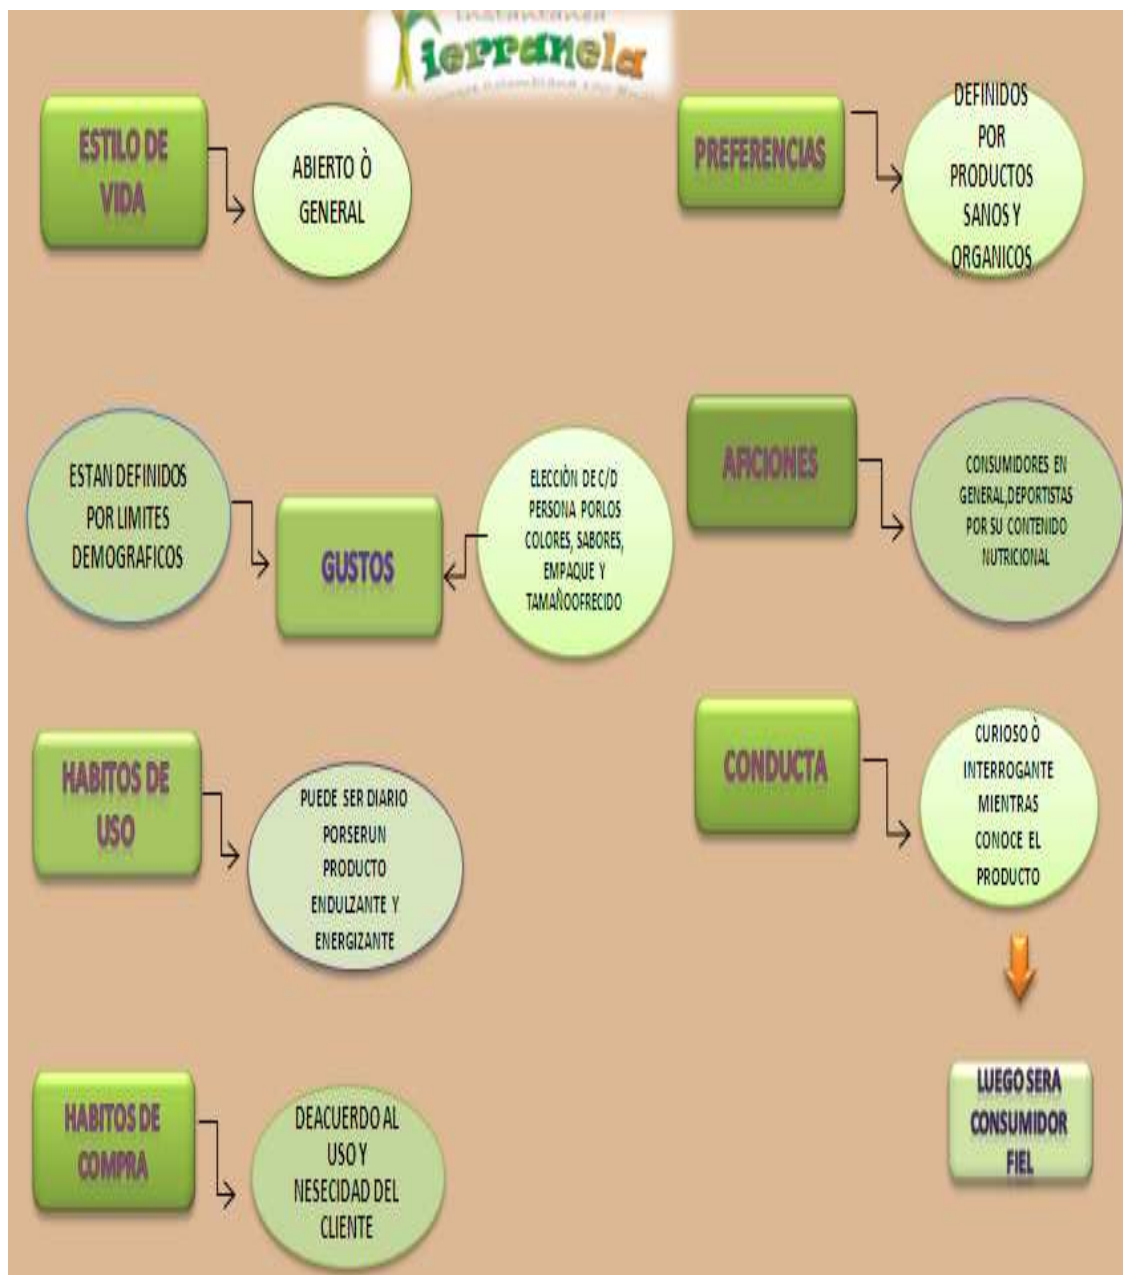 Tierranela
ESTILO DE
VIDA
ABIERTO Ò
GENERAL
PREFERENCIAS
DEFINIDOS
POR
PRODUCTOS
SANOS Y
ORGANICOS
ESTAN DEFINIDOS
POR LIMITES
DEMOGRAFICOS
GUSTOS
ELECCIÒN DE C/D
PERSONA PORLOS
COLORES, SABORES,
EMPAQUE Y
TAMAÑOOFRECIDO
AFICIONES
CONSUMIDORES EN
GENERAL,DEPORTISTAS
POR SU CONTENIDO
NUTRICIONAL
HABITOS DE
USO
PUEDE SER DIARIO
PORSERUN
PRODUCTO
ENDULZANTE Y
ENERGIZANTE
CONDUCTA
CURIOSO Ò
INTERROGANTE
MIENTRAS
CONOCE EL
PRODUCTO
LUEGO SERA
CONSUMIDOR
FIEL
HABITOS DE
COMPRA
DEACUERDO AL
USO Y
NESECIDAD DEL
CLIENTE